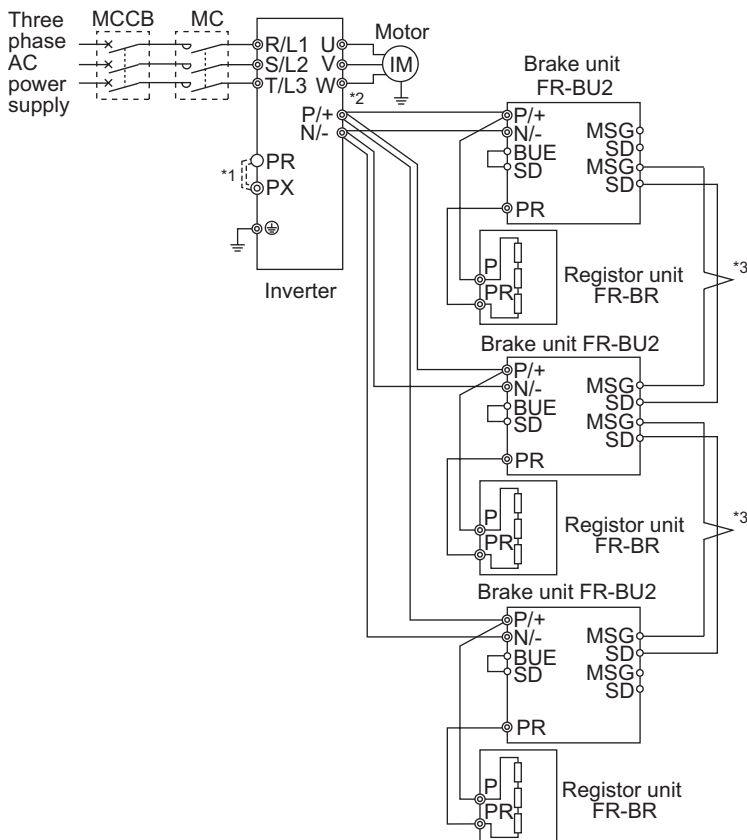 Three
phase
AC
power
supply
MCCB
MC
R/L1
S/L2
T/L3
U
V
W
Motor
IM
*2
P/+
N/-
*1
PR
PX
Inverter
Brake unit
FR-BU2
P/+
N/-
BUE
SD
PR
MSG
SD
MSG
SD
*3
P
PR
Registor unit
FR-BR
Brake unit FR-BU2
P/+
N/-
BUE
SD
PR
MSG
SD
MSG
SD
*3
P
PR
Registor unit
FR-BR
Brake unit FR-BU2
P/+
N/-
BUE
SD
PR
MSG
SD
MSG
SD
P
PR
Registor unit
FR-BR